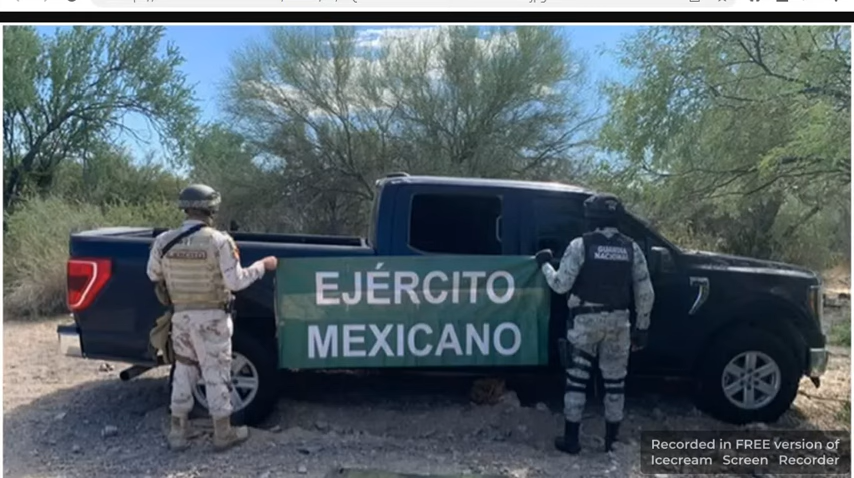 EJÉRCITO
MEXICANO
GUARDIA
NACIONAL
Recorded in FREE version of
Icecream Screen Recorder